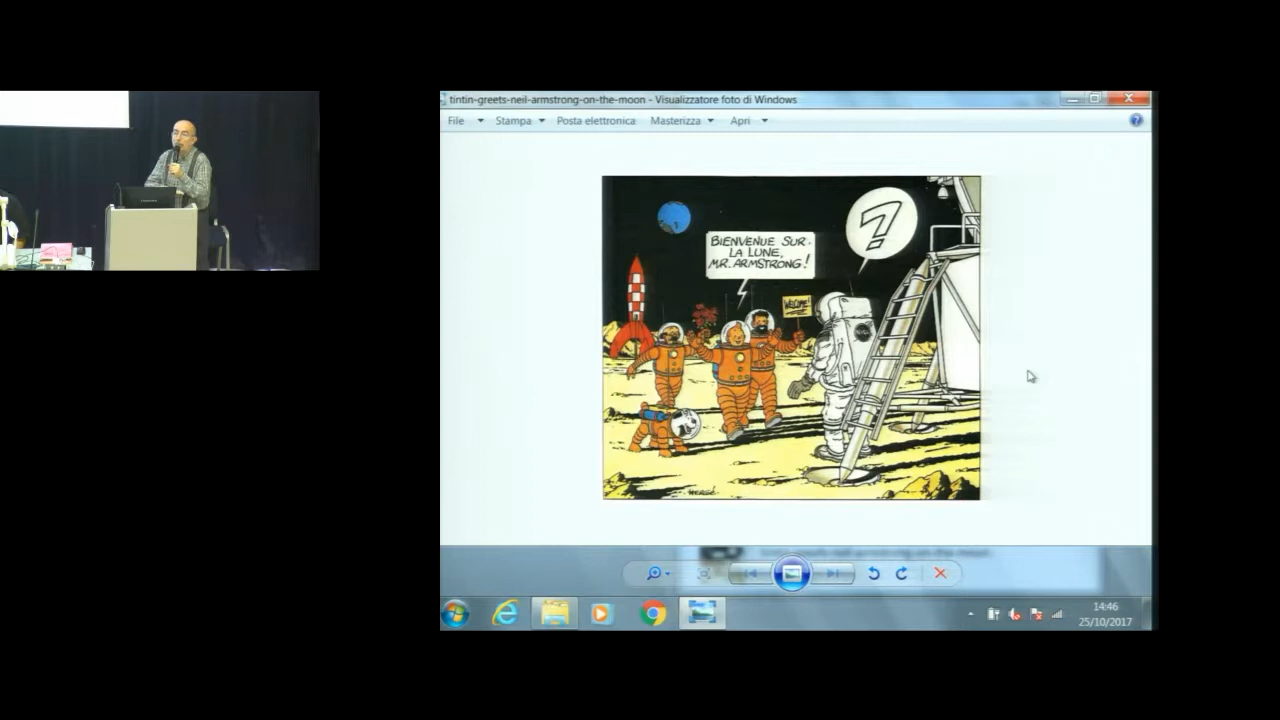 tintin-greets-neil-armstrong-on-the-moon - Visualizzatore foto di Windows
File Stampa Posta elettronica Masterizza Apri
?
BIENVENUE SUR
LA LUNE,
MR. ARMSTRONG!
WELCOME!
HERGÉ
14:46
25/10/2017